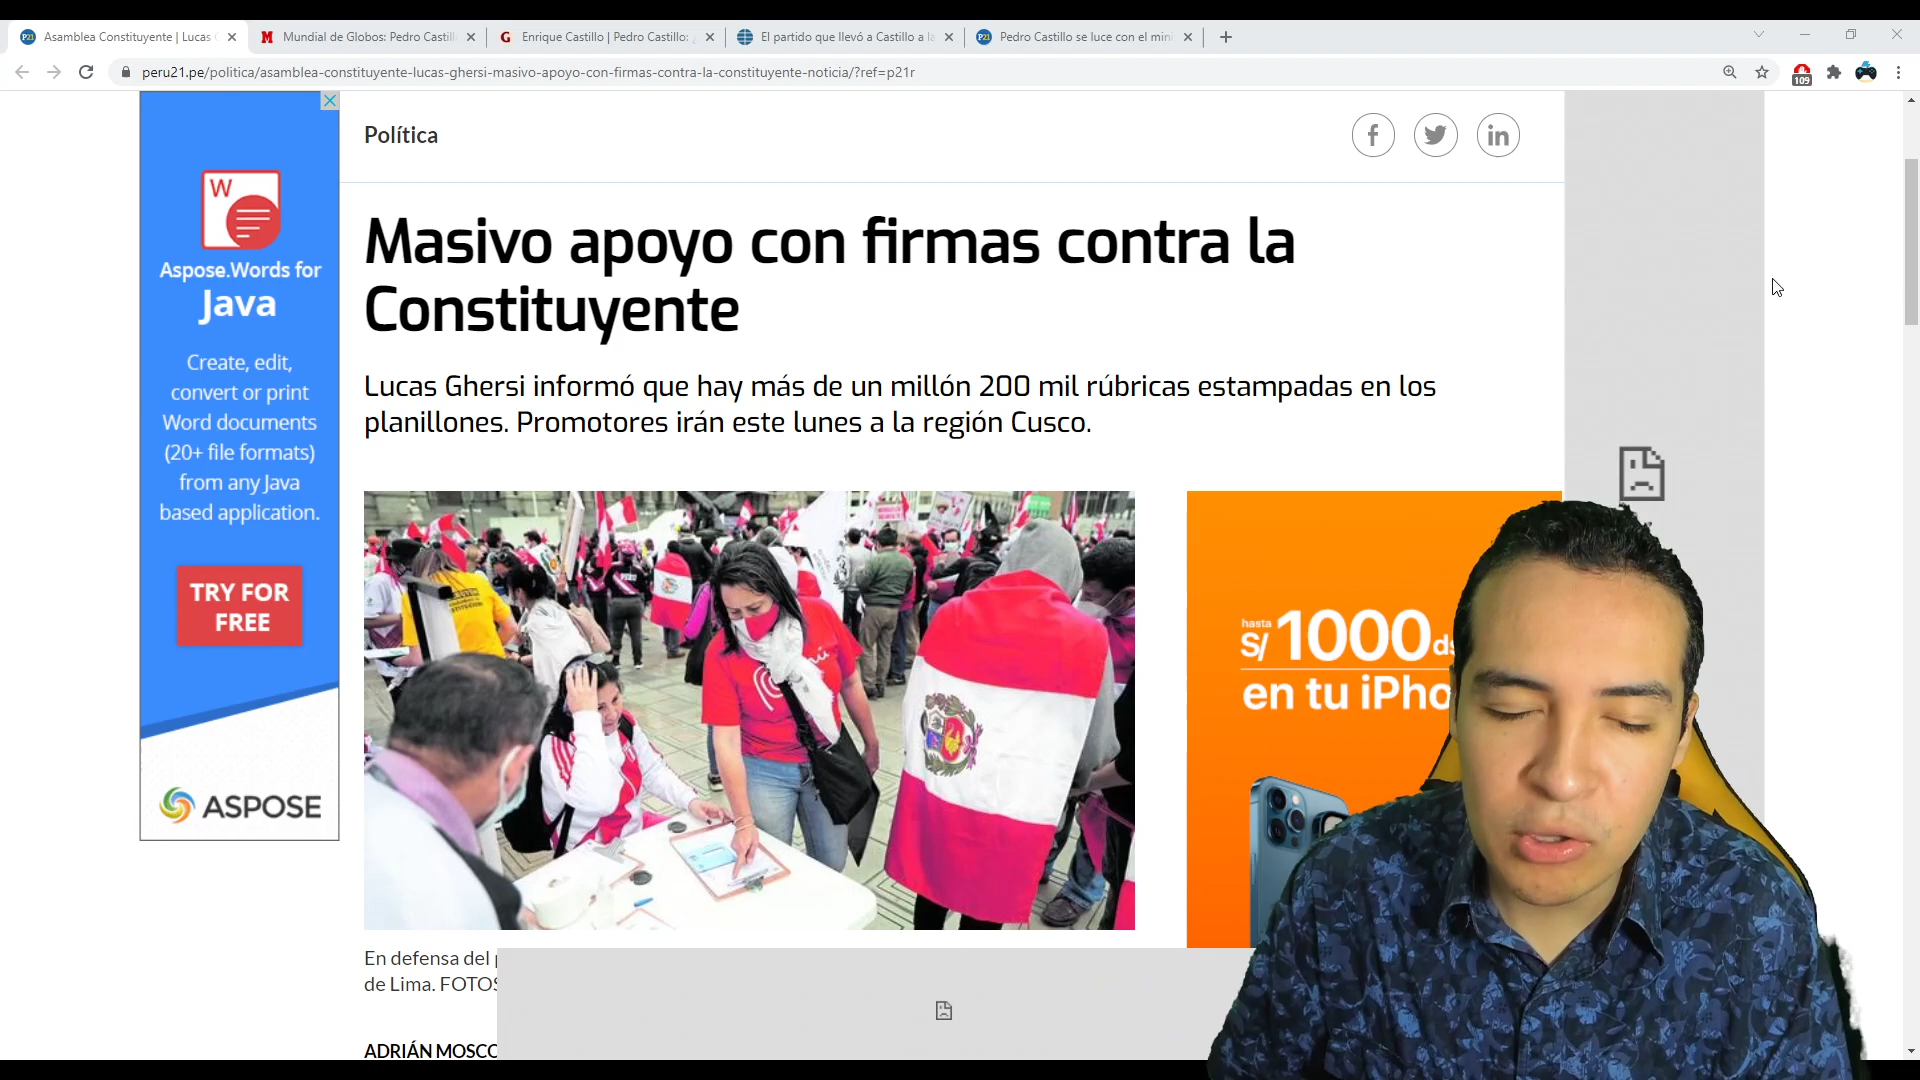 Asamblea Constituyente | Lucas
Mundial de Globos: Pedro Castill
Enrique Castillo | Pedro Castillo:
El partido que llevó a Castillo a la
Pedro Castillo se luce con el mini
peru21.pe/politica/asamblea-constituyente-lucas-ghersi-masivo-apoyo-con-firmas-contra-la-constituyente-noticia/?ref=p21r
109
Política
Masivo apoyo con firmas contra la
Constituyente
Lucas Ghersi informó que hay más de un millón 200 mil rúbricas estampadas en los
planillones. Promotores irán este lunes a la región Cusco.
W
Aspose.Words for
Java
Create, edit,
convert or print
Word documents
(20+ file formats)
from any Java
based application.
TRY FOR
FREE
ASPOSE
hasta
S/ 1000 ds
en tu iPho
En defensa del
de Lima. FOTOS
ADRIÁN MOSCO